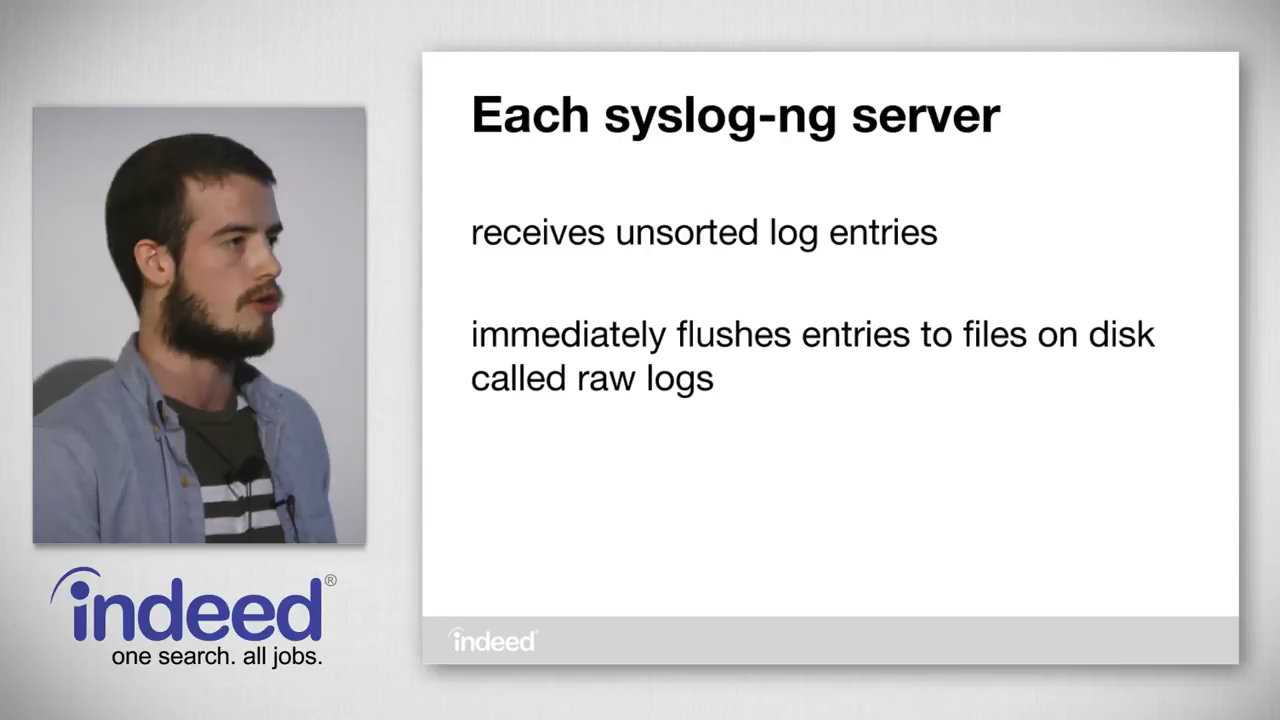 Each syslog-ng server
receives unsorted log entries
immediately flushes entries to files on disk
called raw logs
indeed®
one search. all jobs.
indeed®